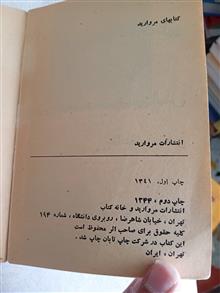 کتابهای مروارید
انتشارات مروارید
چاپ اول، ۱۳۴۱
چاپ دوم، ۱۳۴۴
انتشارات مروارید و خانه کتاب
تهران، خیابان شاهرضا، روبروی دانشگاه، شماره ۱۹۴
کلیه حقوق برای صاحب اثر محفوظ است
این کتاب در شرکت چاپ تابان چاپ شد.
تهران، ایران